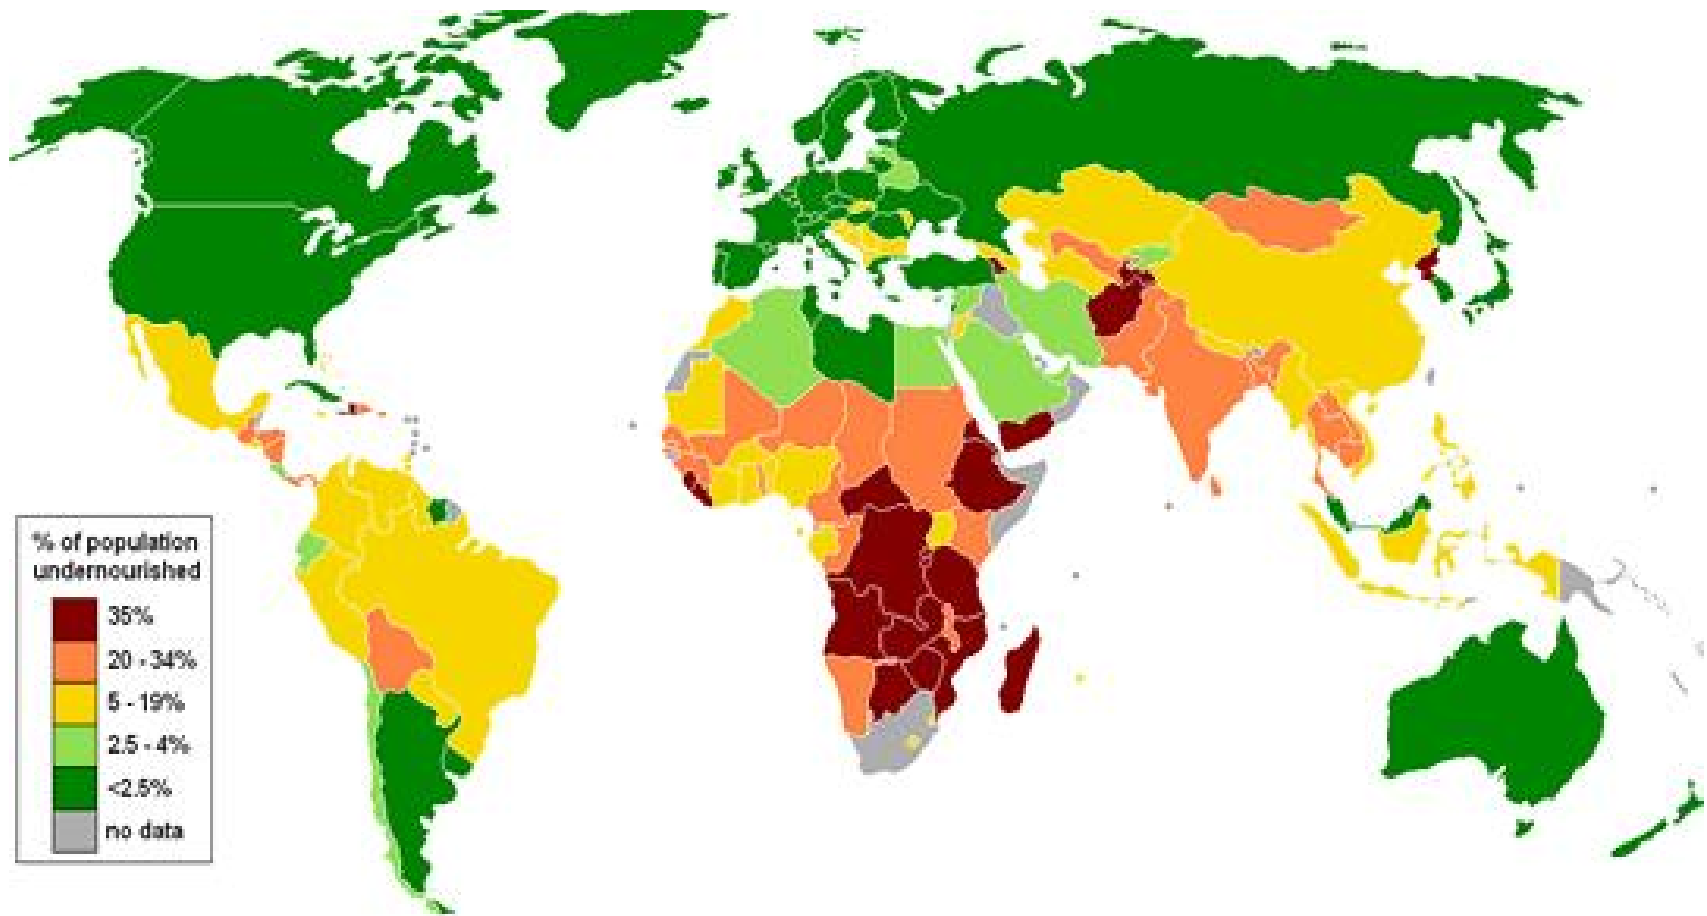 % of population
undernourished
35%
20 - 34%
5 - 19%
2.5 - 4%
<2.5%
no data